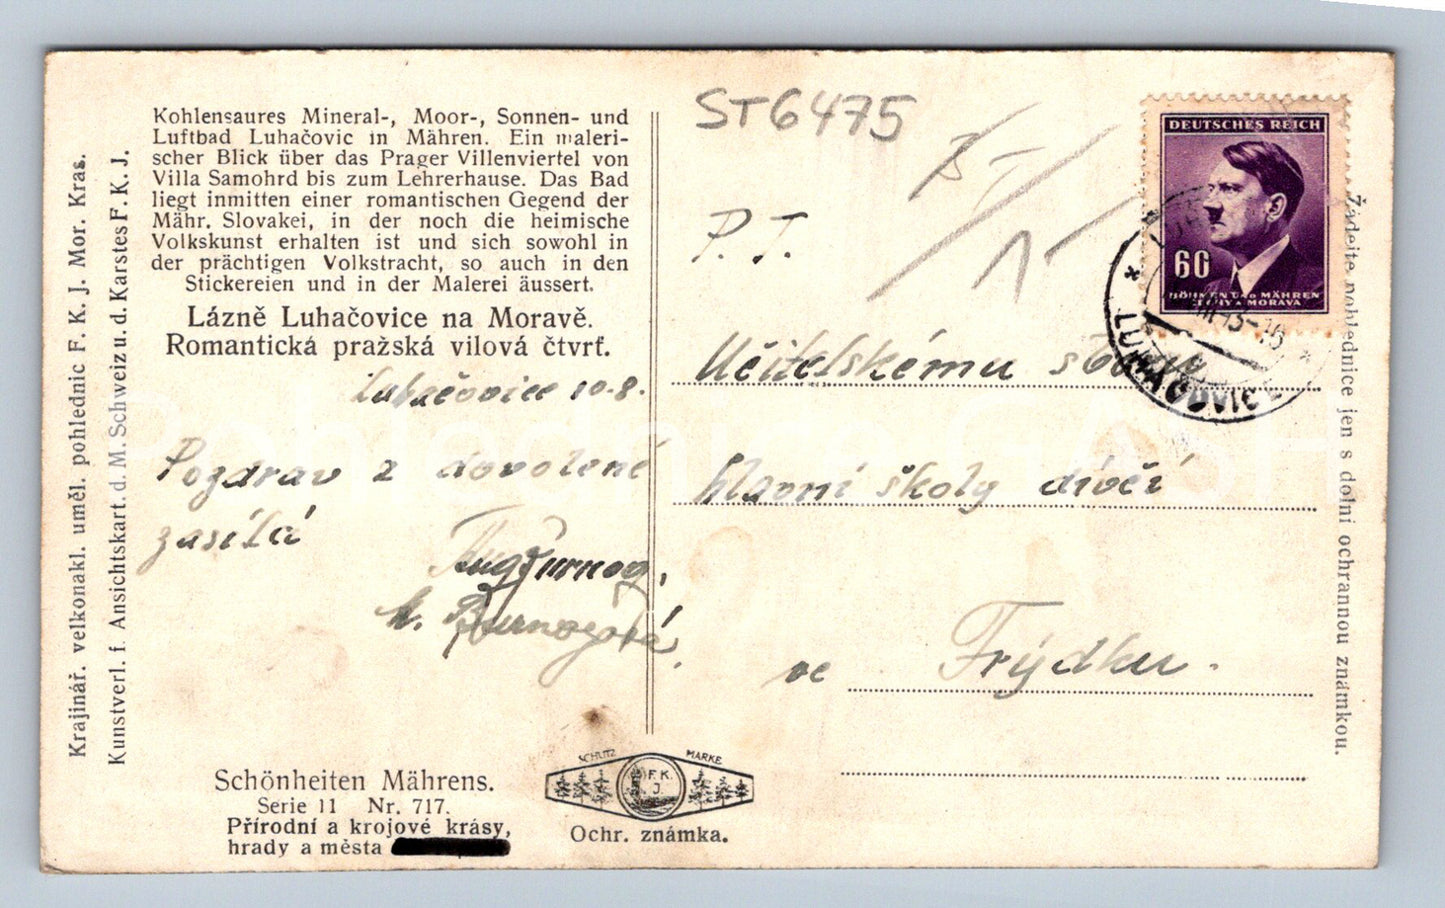 Krajinář. velkonakl. uměl. pohlednic F. K. J. Mor. Kras.
Kunstverl. f. Ansichtskart. d. M. Schweiz u. d. Karstes F. K. J.
Kohlensaures Mineral-, Moor-, Sonnen- und
Luftbad Luhačovic in Mähren. Ein maleri-
scher Blick über das Prager Villenviertel von
Villa Samohrd bis zum Lehrerhause. Das Bad
liegt inmitten einer romantischen Gegend der
Mähr. Slovakei, in der noch die heimische
Volkskunst erhalten ist und sich sowohl in
der prächtigen Volkstracht, so auch in den
Stickereien und in der Malerei äussert.
Lázně Luhačovice na Moravě.
Romantická pražská vilová čtvrť.
Luhačovice 10.8.
Pozdrav z dovolené
zasílá
Schönheiten Mährens.
Serie 11 Nr. 717.
Přírodní a krojové krásy,
hrady a města
SCHUTZ MARKE
F. K.
J.
Ochr. známka.
ST6475
P. T.
Učitelskému sboru
hlavní školy dívčí
ve Frýdku.
DEUTSCHES REICH
60
BÖHMEN UND MÄHREN
ČECHY A MORAVA
LUHAČOVICE 1
Žádejte pohlednice jen s dolní ochrannou známkou.